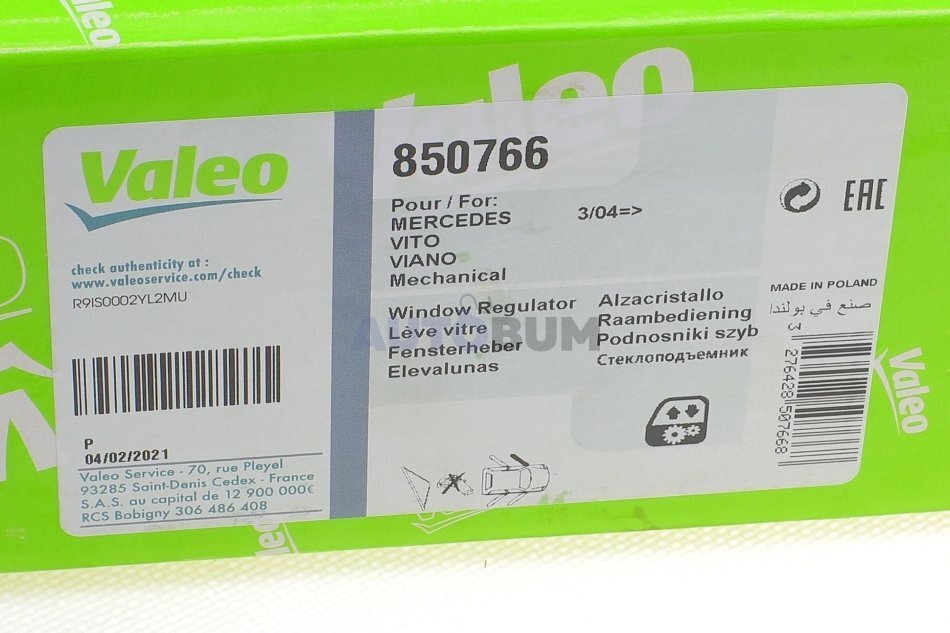 Valeo
Valeo
850766
Pour / For:
MERCEDES 3/04=>
VITO
VIANO
Mechanical
check authenticity at :
www.valeoservice.com/check
R9IS0002YL2MU
Window Regulator
Lève vitre
Fensterheber
Elevalunas
Alzacristallo
Raambediening
Podnosniki szyb
Стеклоподъемник
AUTOBUM
EAC
MADE IN POLAND
صنع في بولندا
3 276428 507668
P
04/02/2021
Valeo Service - 70, rue Pleyel
93285 Saint-Denis Cedex - France
S.A.S. au capital de 12 900 000€
RCS Bobigny 306 486 408
Valeo